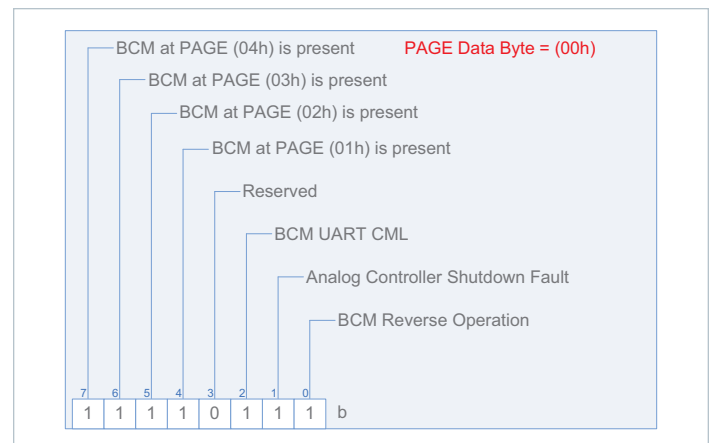 BCM at PAGE (04h) is present PAGE Data Byte = (00h)
BCM at PAGE (03h) is present
BCM at PAGE (02h) is present
BCM at PAGE (01h) is present
Reserved
BCM UART CML
Analog Controller Shutdown Fault
BCM Reverse Operation
7 6 5 4 3 2 1 0
1 1 1 1 0 1 1 1 b